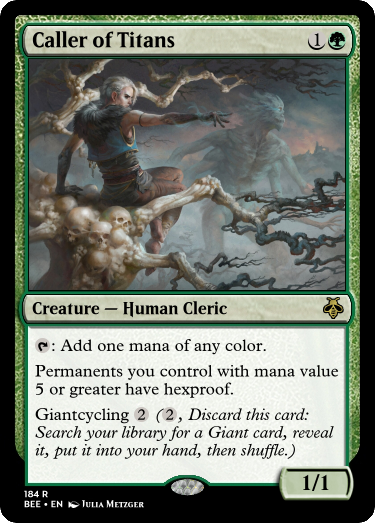 Caller of Titans 1
Creature — Human Cleric
: Add one mana of any color.
Permanents you control with mana value
5 or greater have hexproof.
Giantcycling 2 (2, Discard this card:
Search your library for a Giant card, reveal
it, put it into your hand, then shuffle.)
1/1
184 R
BEE • EN Julia Metzger